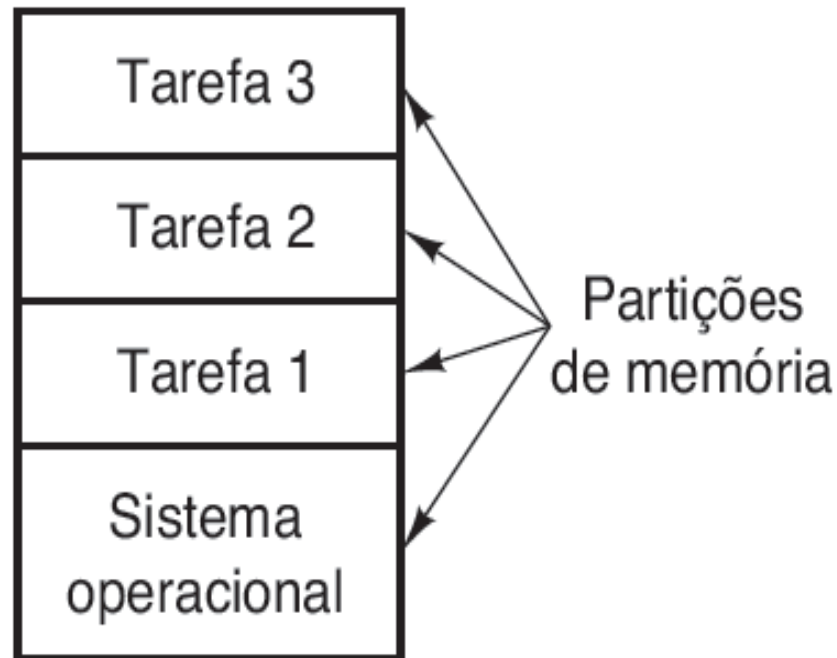 Tarefa 3
Tarefa 2
Tarefa 1
Sistema
operacional
Partições
de memória